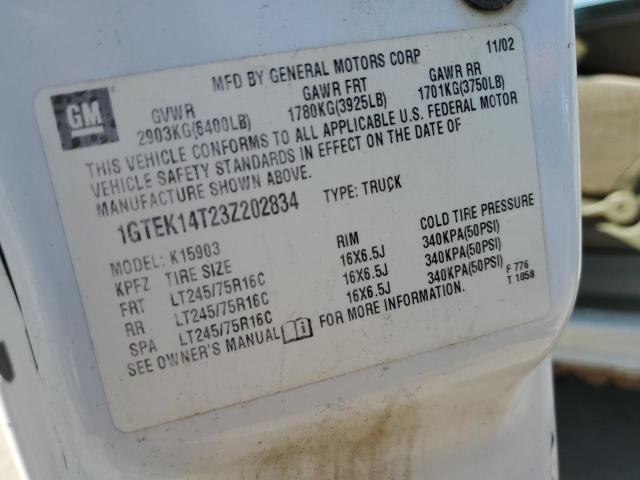 MFD BY GENERAL MOTORS CORP 11/02
GM
GVWR GAWR FRT GAWR RR
2903KG(6400LB) 1780KG(3925LB) 1701KG(3750LB)
THIS VEHICLE CONFORMS TO ALL APPLICABLE U.S. FEDERAL MOTOR
VEHICLE SAFETY STANDARDS IN EFFECT ON THE DATE OF
MANUFACTURE SHOWN ABOVE.
1GTEK14T23Z202834 TYPE: TRUCK
MODEL: K15903
KPFZ TIRE SIZE RIM COLD TIRE PRESSURE
FRT LT245/75R16C 16X6.5J 340KPA(50PSI)
RR LT245/75R16C 16X6.5J 340KPA(50PSI)
SPA LT245/75R16C 16X6.5J 340KPA(50PSI)
SEE OWNER'S MANUAL FOR MORE INFORMATION.
F 776
T 1058